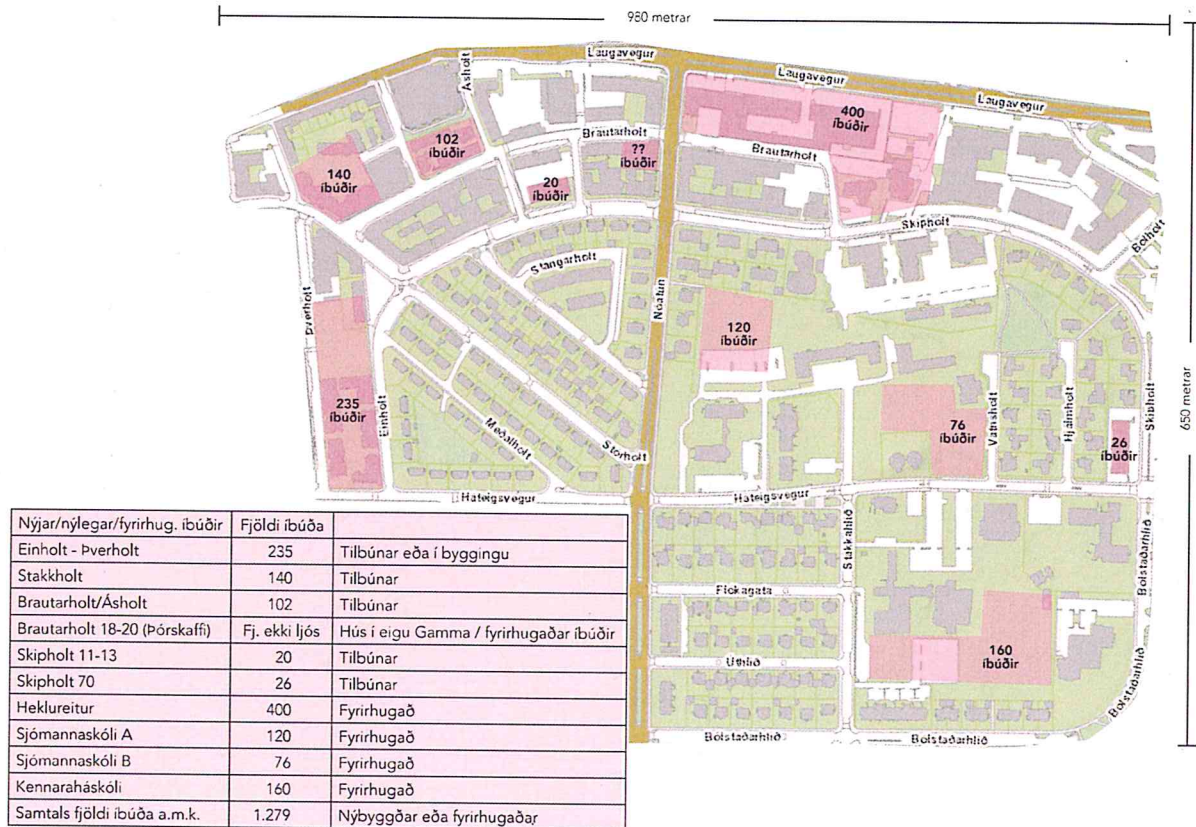 980 metrar
Laugavegur
Laugavegur
Laugavegur
Ásholt
400
íbúðir
102
íbúðir
Brautarholt
??
íbúðir
Brautarholt
140
íbúðir
20
íbúðir
Skipholt
Bolholt
Stangarholt
Nóatún
Þverholt
120
íbúðir
650 metrar
235
íbúðir
Einholt
Meðalholt
Stórholt
76
íbúðir
Vatnsholt
Hjálmholt
26
íbúðir
Skipholt
Háteigsvegur
Háteigsvegur
Stakkahlíð
Bólstaðarhlíð
Flókagata
Úthlíð
160
íbúðir
Bólstaðarhlíð
Bólstaðarhlíð
Bólstaðarhlíð
Nýjar/nýlegar/fyrirhug. íbúðir Fjöldi íbúða
Einholt - Þverholt 235 Tilbúnar eða í byggingu
Stakkholt 140 Tilbúnar
Brautarholt/Ásholt 102 Tilbúnar
Brautarholt 18-20 (Þórskaffi) Fj. ekki ljós Hús í eigu Gamma / fyrirhugaðar íbúðir
Skipholt 11-13 20 Tilbúnar
Skipholt 70 26 Tilbúnar
Heklureitur 400 Fyrirhugað
Sjómannaskóli A 120 Fyrirhugað
Sjómannaskóli B 76 Fyrirhugað
Kennaraháskóli 160 Fyrirhugað
Samtals fjöldi íbúða a.m.k. 1.279 Nýbyggðar eða fyrirhugaðar